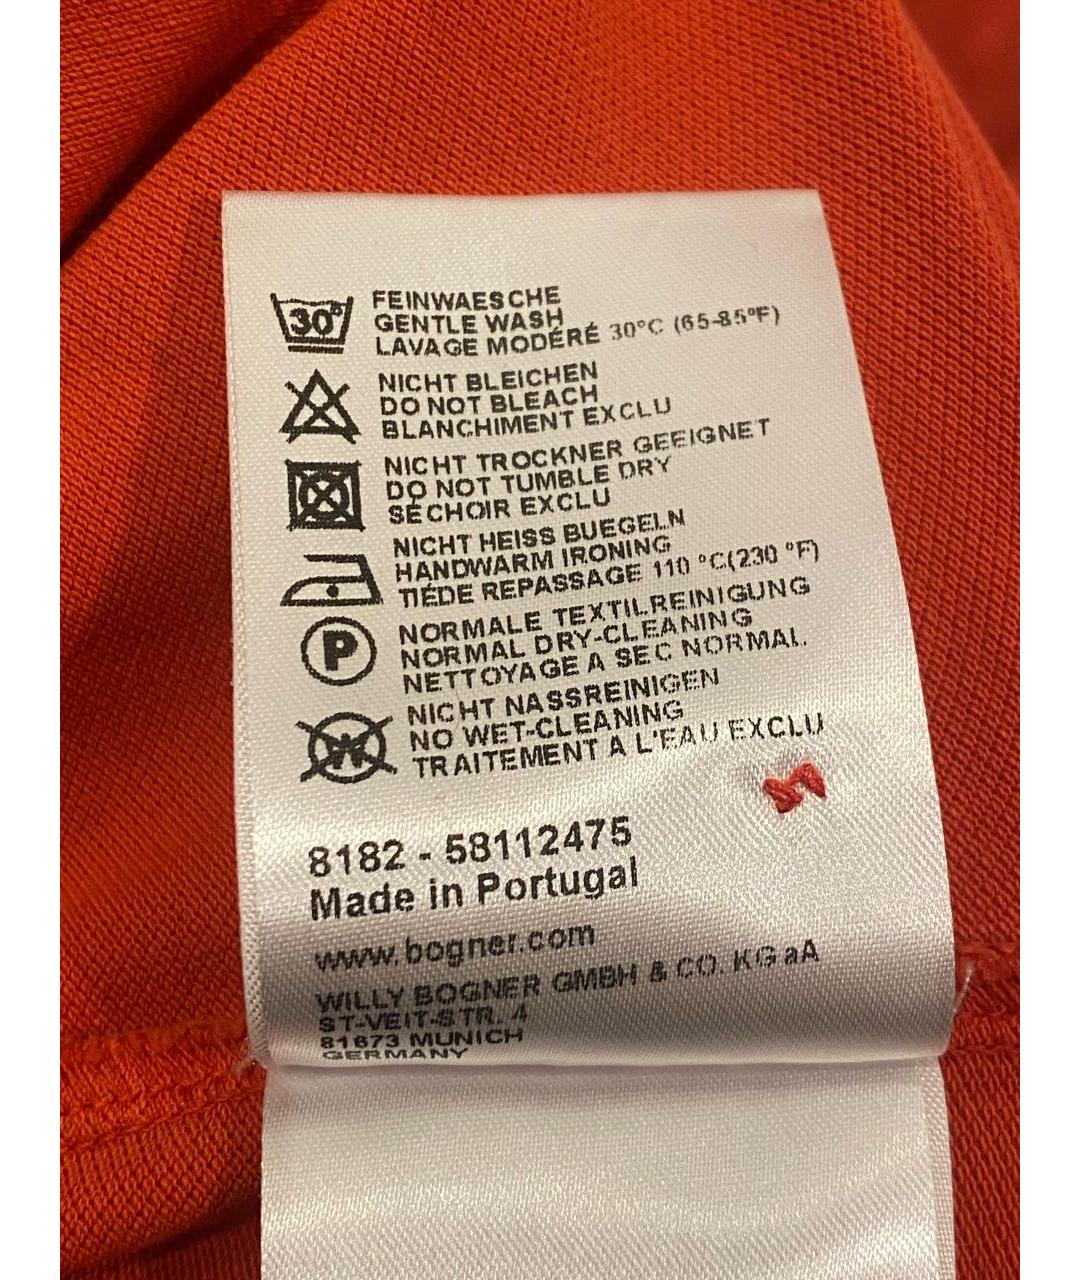 30°
FEINWAESCHE
GENTLE WASH
LAVAGE MODÉRÉ 30°C (65-85°F)
NICHT BLEICHEN
DO NOT BLEACH
BLANCHIMENT EXCLU
NICHT TROCKNER GEEIGNET
DO NOT TUMBLE DRY
SÉCHOIR EXCLU
NICHT HEISS BUEGELN
HANDWARM IRONING
TIÉDE REPASSAGE 110 °C(230 °F)
P
NORMALE TEXTILREINIGUNG
NORMAL DRY-CLEANING
NETTOYAGE A SEC NORMAL.
W
NICHT NASSREINIGEN
NO WET-CLEANING
TRAITEMENT A L'EAU EXCLU
8182 - 58112475
Made in Portugal
www.bogner.com
WILLY BOGNER GMBH & CO. KG aA
ST-VEIT-STR. 4
81673 MUNICH
GERMANY